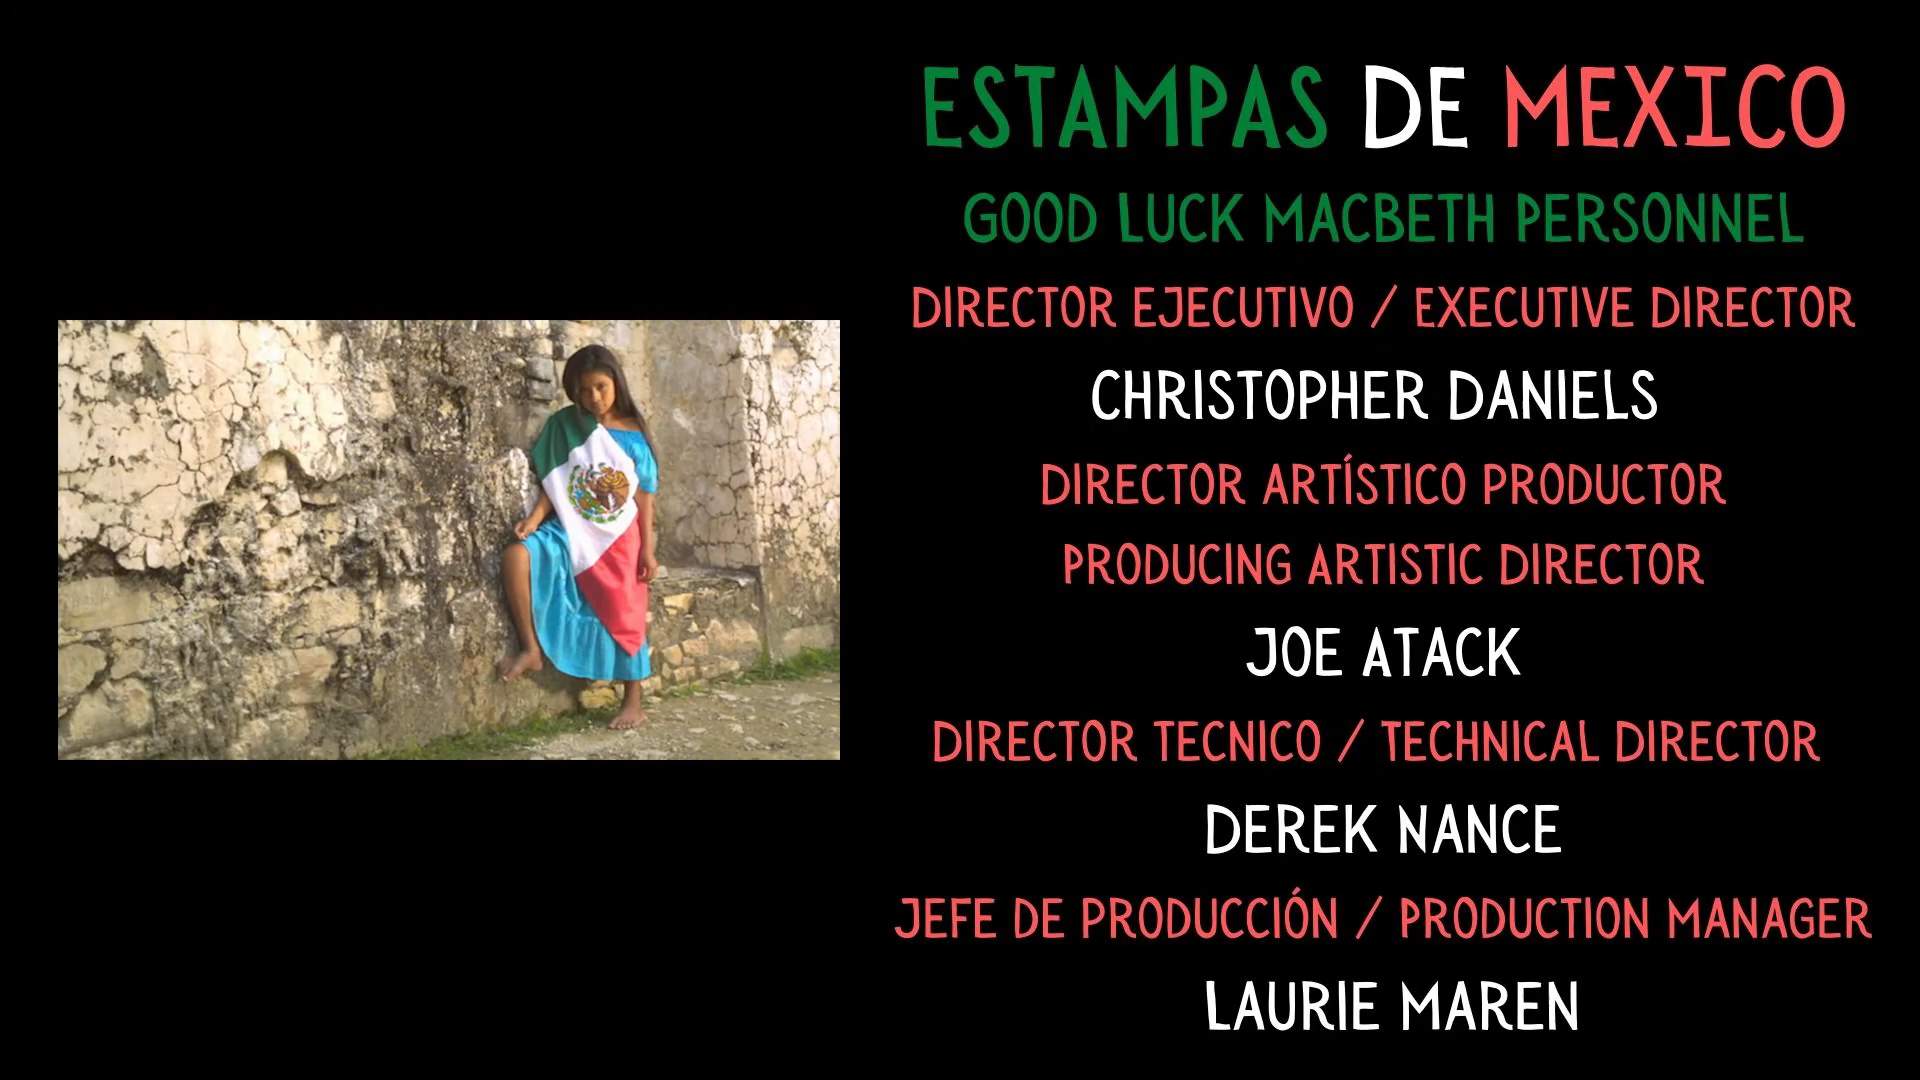 ESTAMPAS DE MEXICO
GOOD LUCK MACBETH PERSONNEL
DIRECTOR EJECUTIVO / EXECUTIVE DIRECTOR
CHRISTOPHER DANIELS
DIRECTOR ARTÍSTICO PRODUCTOR
PRODUCING ARTISTIC DIRECTOR
JOE ATACK
DIRECTOR TECNICO / TECHNICAL DIRECTOR
DEREK NANCE
JEFE DE PRODUCCIÓN / PRODUCTION MANAGER
LAURIE MAREN